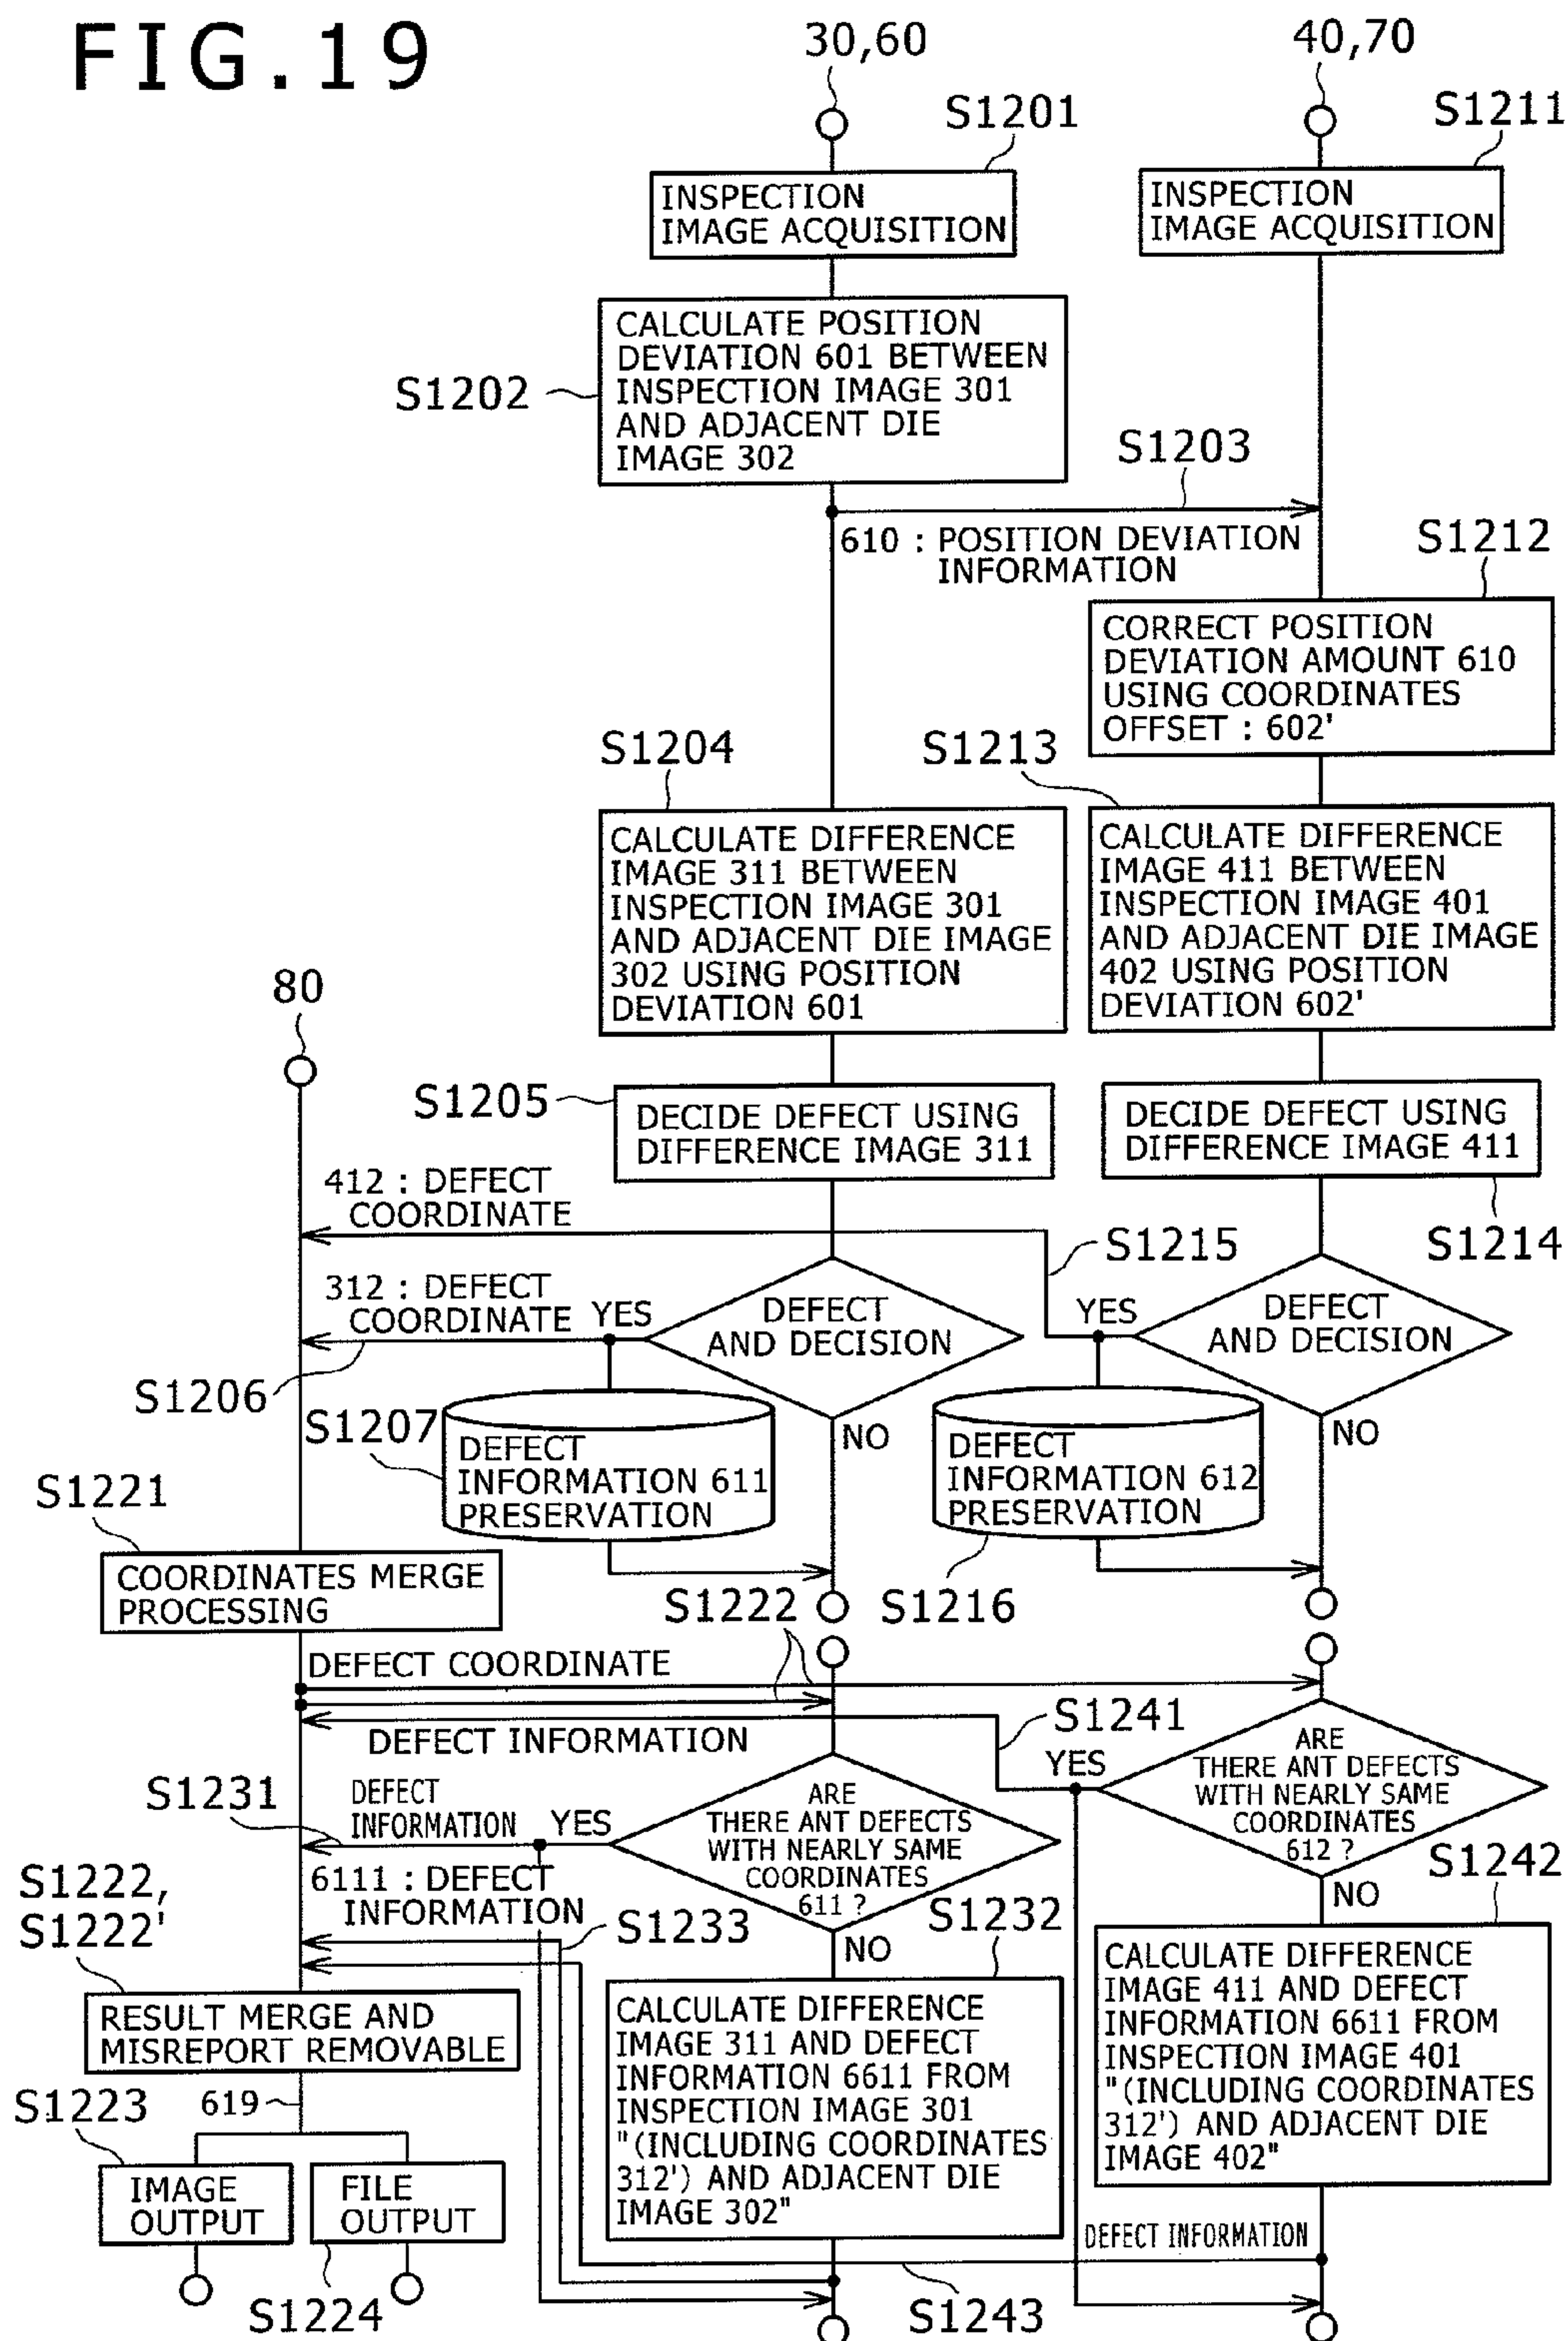 FIG.19
30,60
40,70
S1201
S1211
INSPECTION
IMAGE ACQUISITION
INSPECTION
IMAGE ACQUISITION
S1202
CALCULATE POSITION
DEVIATION 601 BETWEEN
INSPECTION IMAGE 301
AND ADJACENT DIE
IMAGE 302
S1203
610 : POSITION DEVIATION
INFORMATION
S1212
CORRECT POSITION
DEVIATION AMOUNT 610
USING COORDINATES
OFFSET : 602'
S1204
S1213
CALCULATE DIFFERENCE
IMAGE 311 BETWEEN
INSPECTION IMAGE 301
AND ADJACENT DIE IMAGE
302 USING POSITION
DEVIATION 601
CALCULATE DIFFERENCE
IMAGE 411 BETWEEN
INSPECTION IMAGE 401
AND ADJACENT DIE IMAGE
402 USING POSITION
DEVIATION 602'
80
S1205
DECIDE DEFECT USING
DIFFERENCE IMAGE 311
DECIDE DEFECT USING
DIFFERENCE IMAGE 411
412 : DEFECT
COORDINATE
S1215
S1214
312 : DEFECT
COORDINATE
YES
DEFECT
AND DECISION
YES
DEFECT
AND DECISION
S1206
S1207
DEFECT
INFORMATION 611
PRESERVATION
NO
DEFECT
INFORMATION 612
PRESERVATION
NO
S1221
COORDINATES MERGE
PROCESSING
S1222
S1216
DEFECT COORDINATE
DEFECT INFORMATION
S1241
YES
ARE
THERE ANT DEFECTS
WITH NEARLY SAME
COORDINATES
612 ?
S1231
DEFECT
INFORMATION
YES
ARE
THERE ANT DEFECTS
WITH NEARLY SAME
COORDINATES
611 ?
S1242
NO
S1222,
S1222'
6111 : DEFECT
INFORMATION
S1233
S1232
NO
RESULT MERGE AND
MISREPORT REMOVABLE
CALCULATE DIFFERENCE
IMAGE 311 AND DEFECT
INFORMATION 6611 FROM
INSPECTION IMAGE 301
"(INCLUDING COORDINATES
312') AND ADJACENT DIE
IMAGE 302"
CALCULATE DIFFERENCE
IMAGE 411 AND DEFECT
INFORMATION 6611 FROM
INSPECTION IMAGE 401
"(INCLUDING COORDINATES
312') AND ADJACENT DIE
IMAGE 402"
S1223
619
IMAGE
OUTPUT
FILE
OUTPUT
DEFECT INFORMATION
S1224
S1243